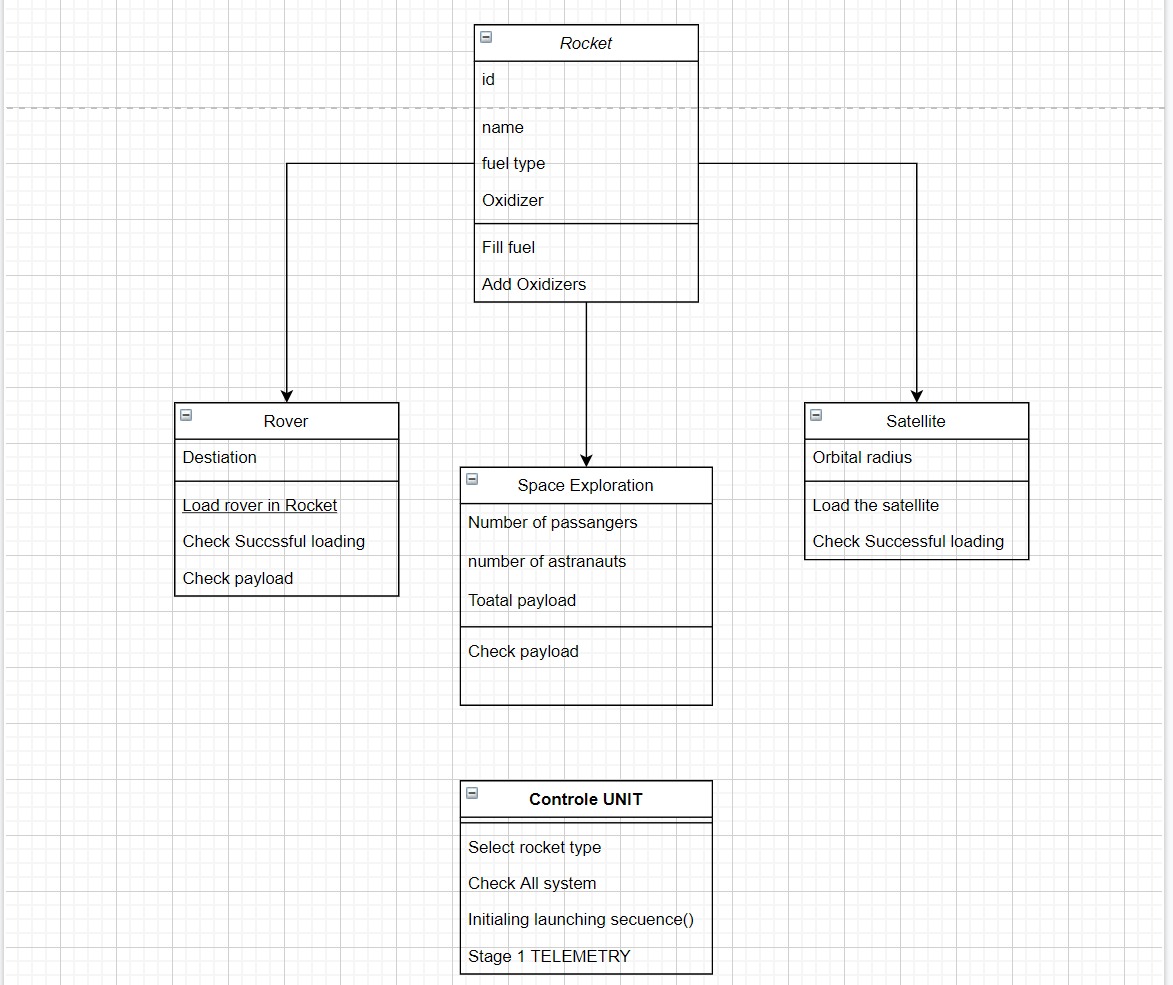 Rocket
id
name
fuel type
Oxidizer
Fill fuel
Add Oxidizers
Rover
Destiation
Load rover in Rocket
Check Succssful loading
Check payload
Space Exploration
Number of passangers
number of astranauts
Toatal payload
Check payload
Satellite
Orbital radius
Load the satellite
Check Successful loading
Controle UNIT
Select rocket type
Check All system
Initialing launching secuence()
Stage 1 TELEMETRY